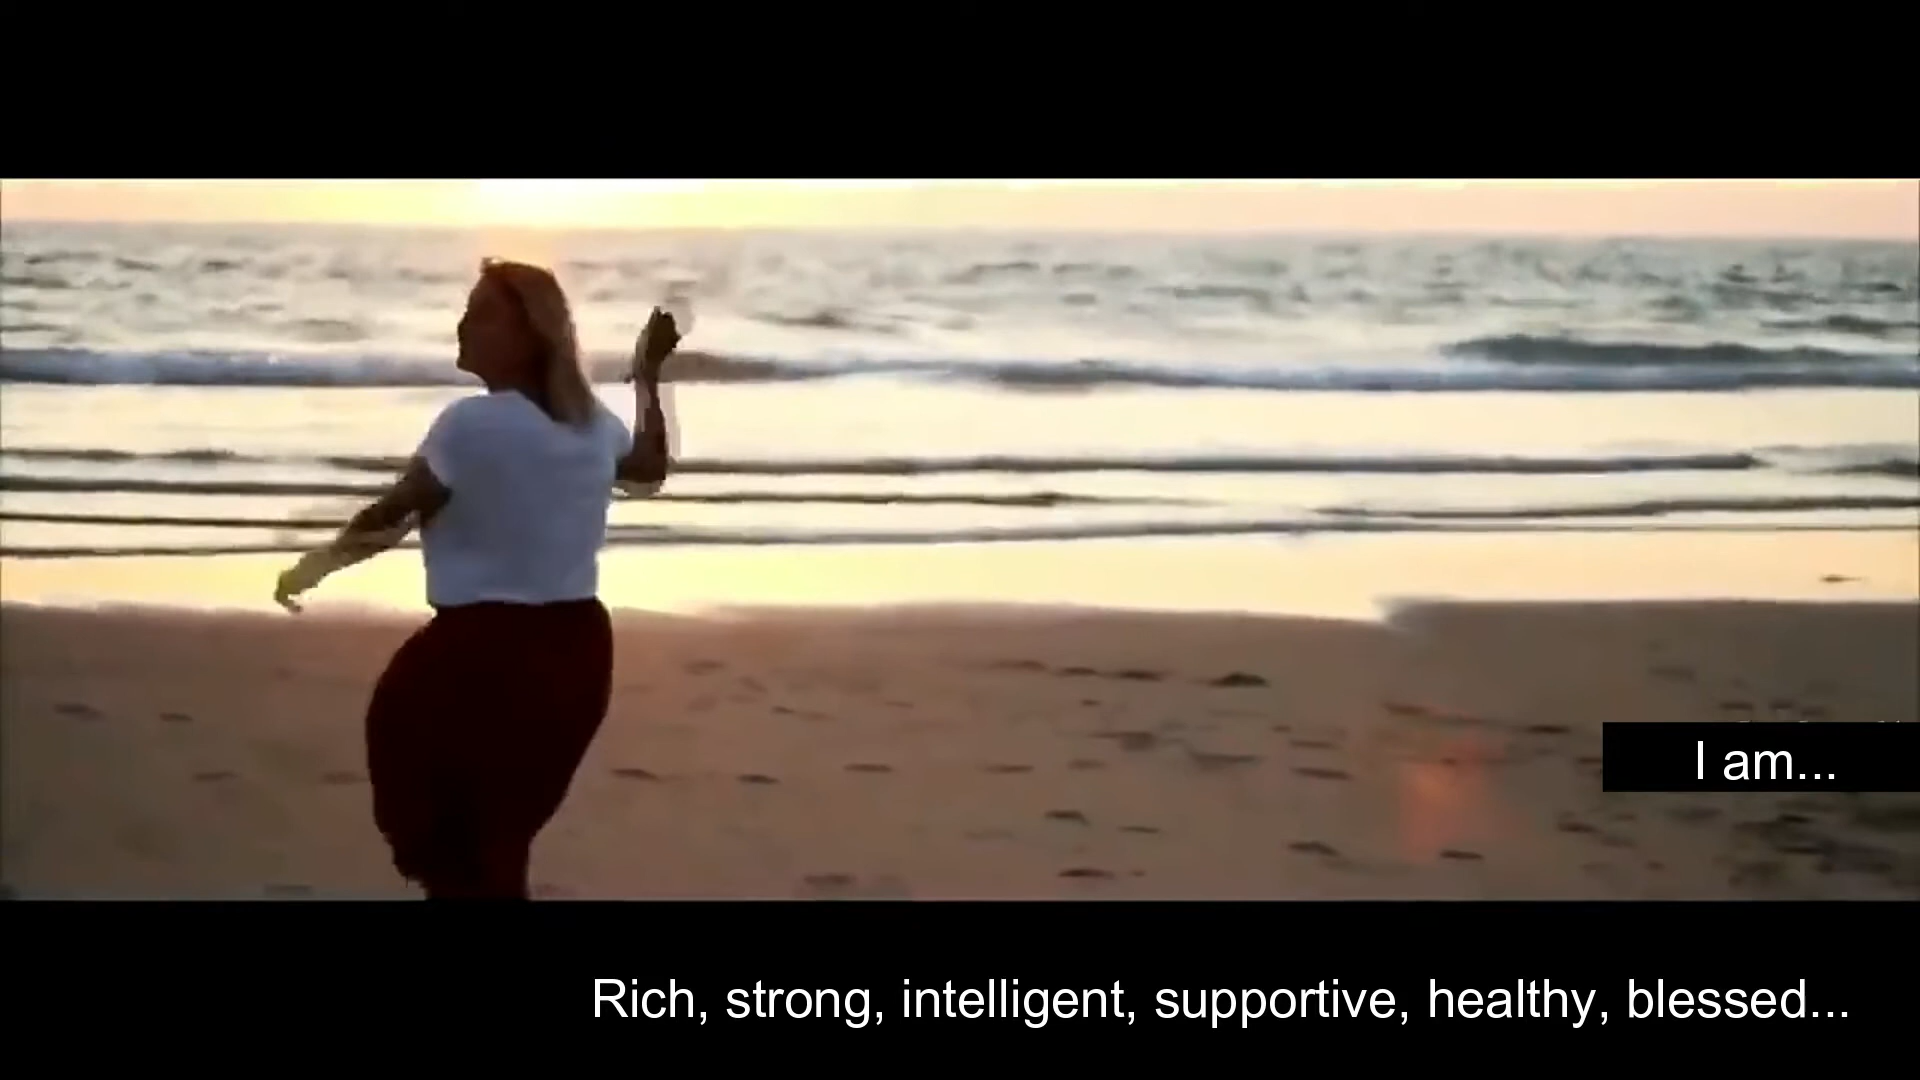 I am...
Rich, strong, intelligent, supportive, healthy, blessed...